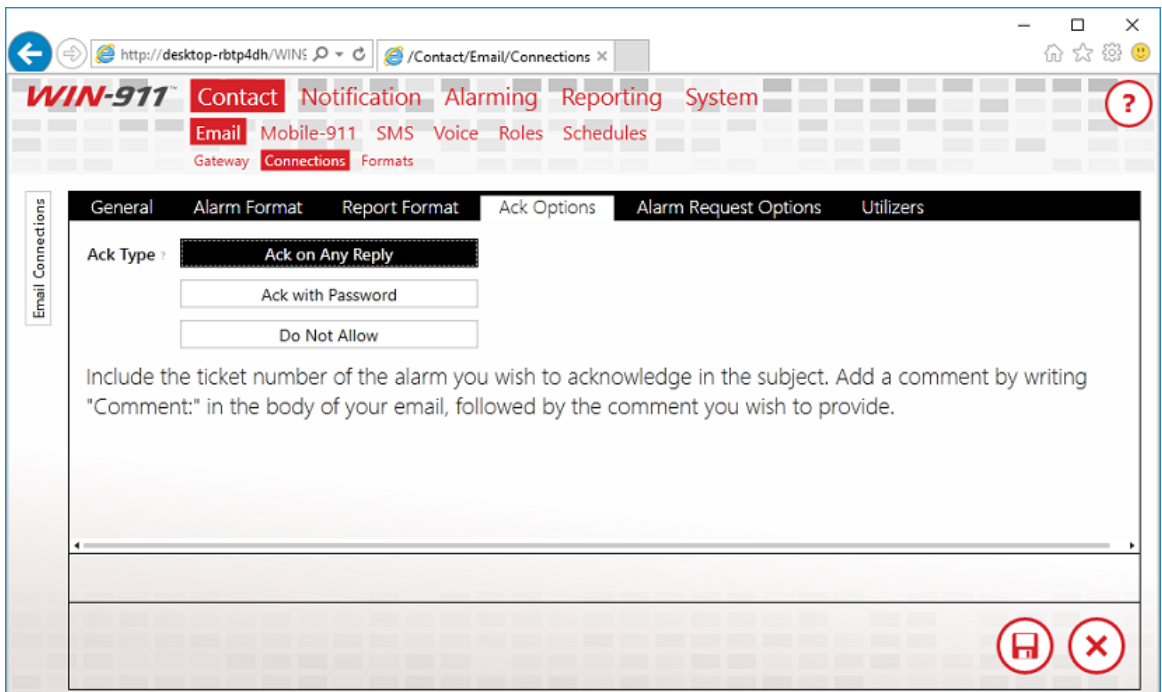 http://desktop-rbtp4dh/WINS
/Contact/Email/Connections
WIN-911™ Contact Notification Alarming Reporting System
?
Email Mobile-911 SMS Voice Roles Schedules
Gateway Connections Formats
Email Connections
General Alarm Format Report Format Ack Options Alarm Request Options Utilizers
Ack Type ? Ack on Any Reply
Ack with Password
Do Not Allow
Include the ticket number of the alarm you wish to acknowledge in the subject. Add a comment by writing
"Comment:" in the body of your email, followed by the comment you wish to provide.